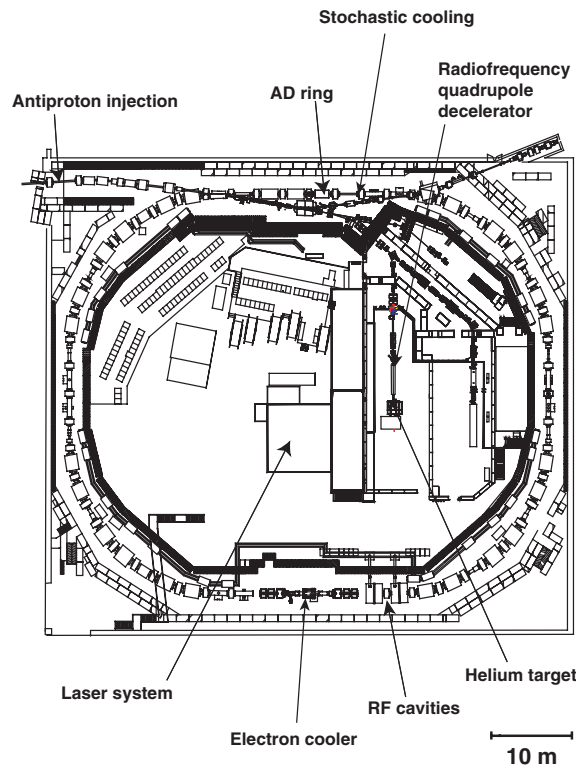 Stochastic cooling
Radiofrequency
quadrupole
decelerator
AD ring
Antiproton injection
Helium target
Laser system
RF cavities
Electron cooler
10 m